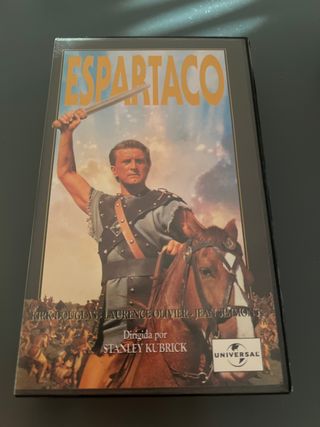 ESPARTACO
KIRK DOUGLAS - LAURENCE OLIVIER - JEAN SIMMONS
Dirigida por
STANLEY KUBRICK
UNIVERSAL